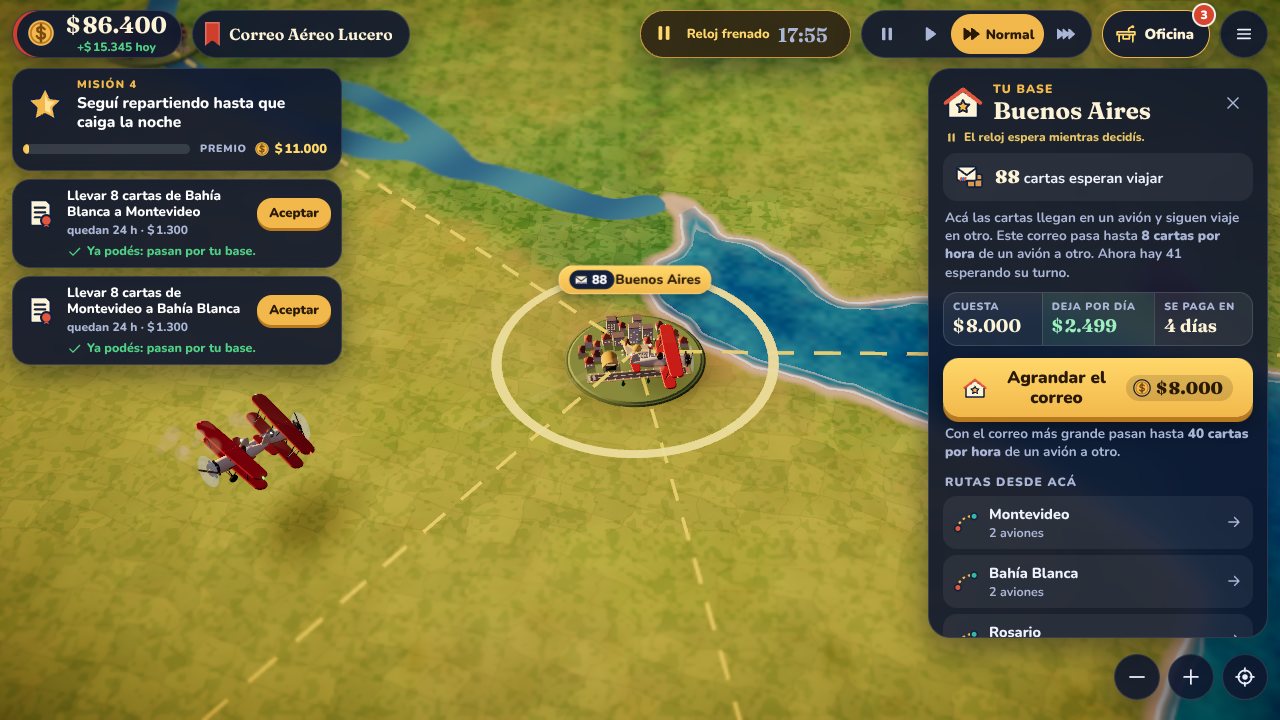 $86.400
+$15.345 hoy
Correo Aéreo Lucero
Reloj frenado 17:55
Normal
Oficina
3
MISIÓN 4
Seguí repartiendo hasta que
caiga la noche
PREMIO $11.000
Llevar 8 cartas de Bahía
Blanca a Montevideo
quedan 24 h · $1.300
Ya podés: pasan por tu base.
Aceptar
Llevar 8 cartas de
Montevideo a Bahía Blanca
quedan 24 h · $1.300
Ya podés: pasan por tu base.
Aceptar
88 Buenos Aires
TU BASE
Buenos Aires
El reloj espera mientras decidís.
88 cartas esperan viajar
Acá las cartas llegan en un avión y siguen viaje
en otro. Este correo pasa hasta 8 cartas por
hora de un avión a otro. Ahora hay 41
esperando su turno.
CUESTA
$8.000
DEJA POR DÍA
$2.499
SE PAGA EN
4 días
Agrandar el
correo
$8.000
Con el correo más grande pasan hasta 40 cartas
por hora de un avión a otro.
RUTAS DESDE ACÁ
Montevideo
2 aviones
Bahía Blanca
2 aviones
Rosario